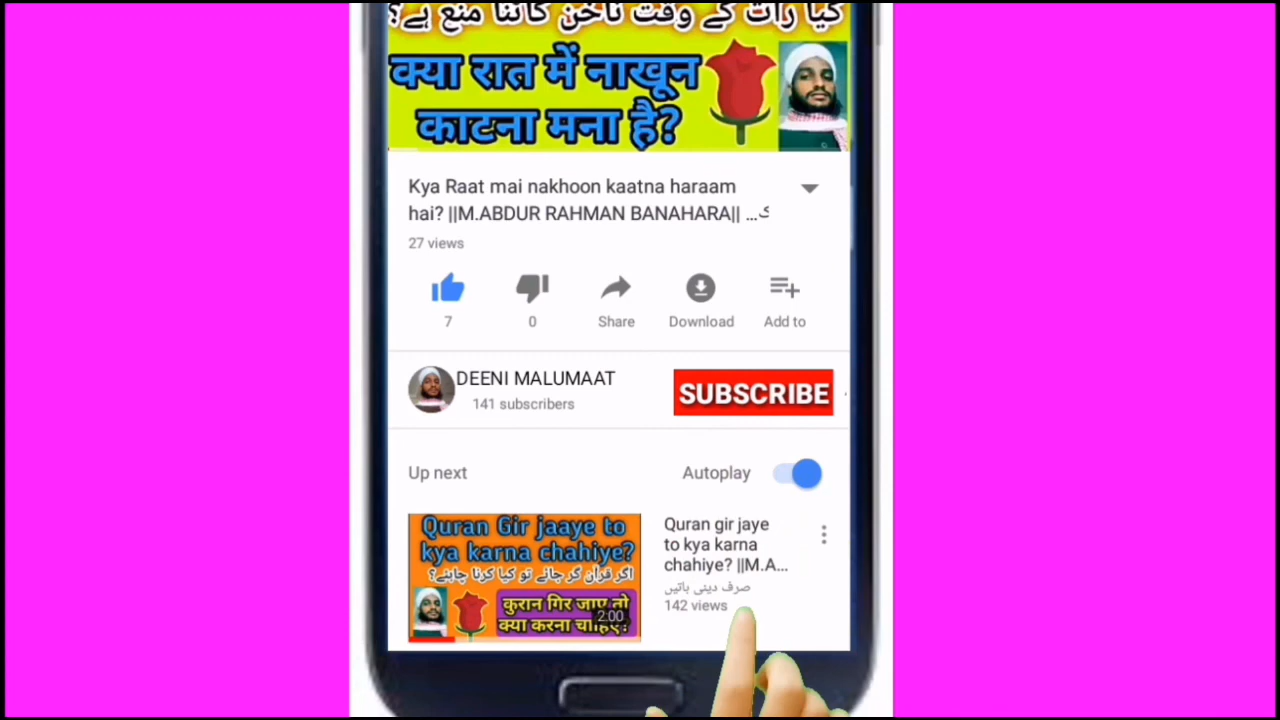 کیا رات کے وقت ناخن کاٹنا منع ہے؟
क्या रात में नाखून
काटना मना है?
Kya Raat mai nakhoon kaatna haraam
hai? ||M.ABDUR RAHMAN BANAHARA|| ...ک
27 views
7
0
Share
Download
Add to
DEENI MALUMAAT
141 subscribers
SUBSCRIBE
Up next
Autoplay
Quran Gir jaaye to
kya karna chahiye?
اگر قرآن گر جائے تو کیا کرنا چاہئے؟
कुरान गिर जाए तो
क्या करना चाहिए?
2:00
Quran gir jaye
to kya karna
chahiye? ||M.A...
صرف دینی باتیں
142 views